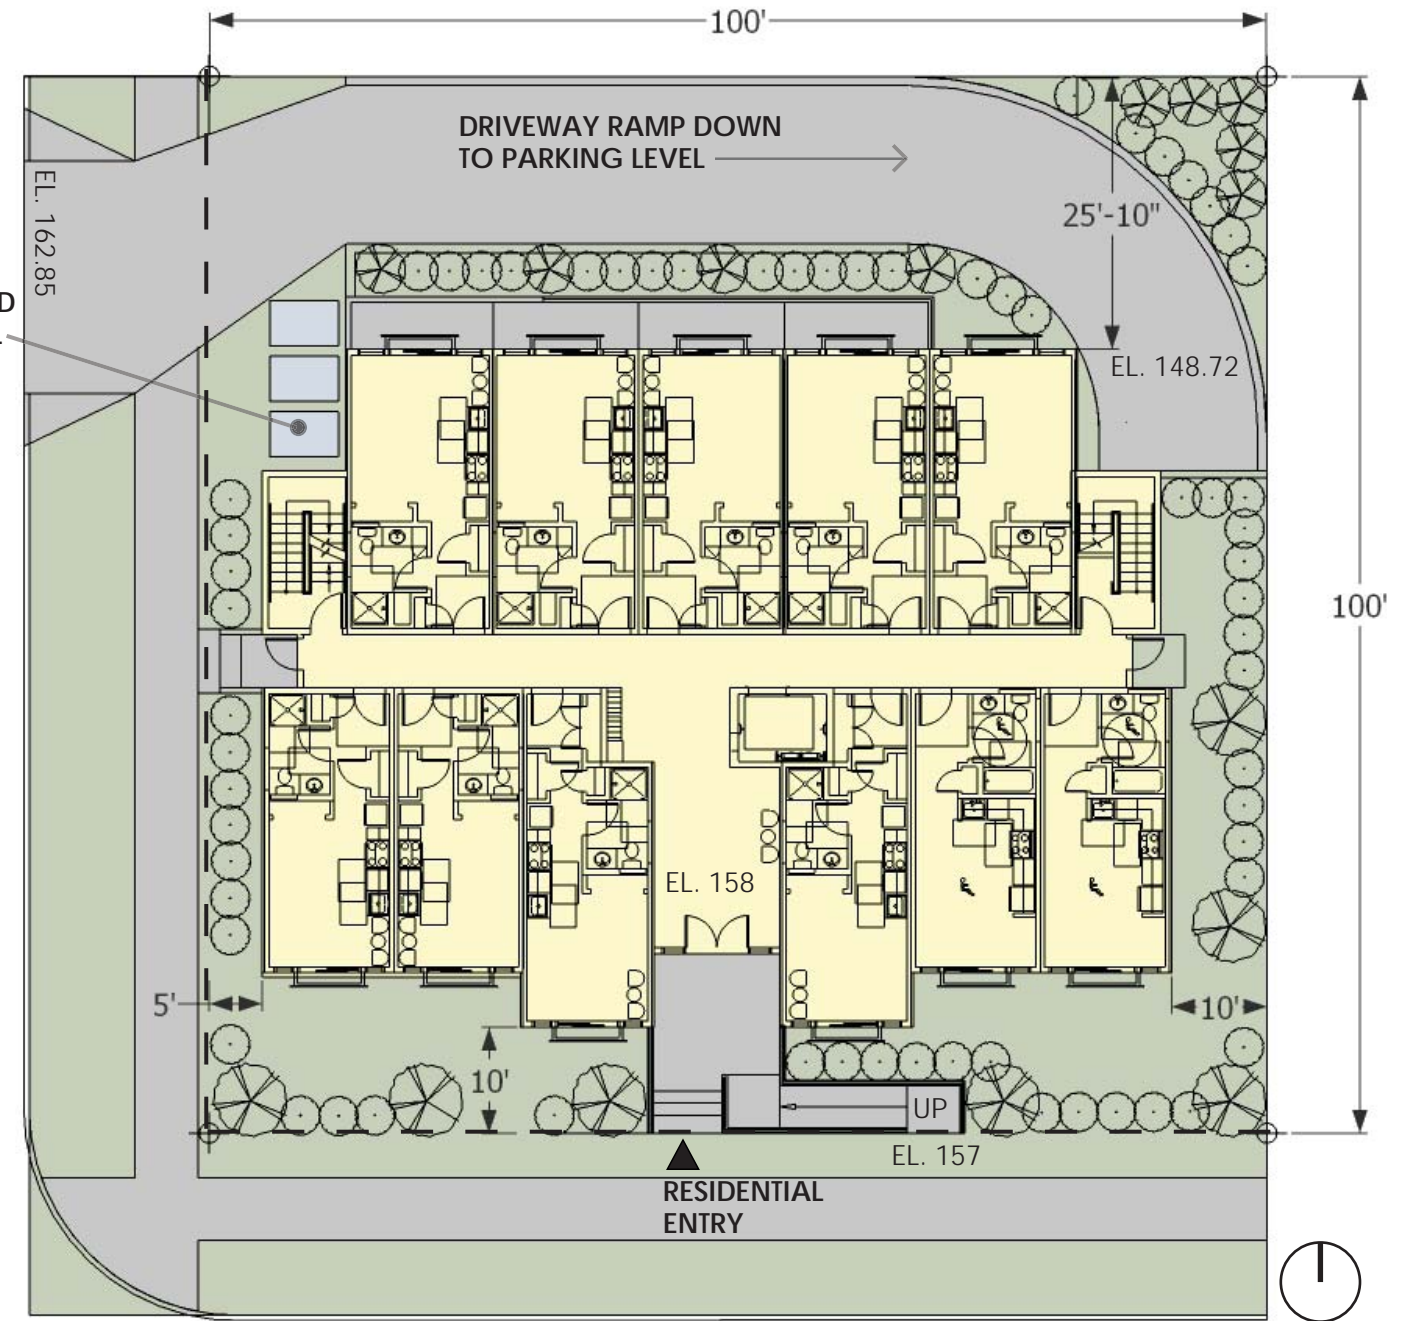 100'
DRIVEWAY RAMP DOWN
TO PARKING LEVEL
25'-10"
EL. 162.85
D
EL. 148.72
100'
EL. 158
5'
10'
10'
UP
EL. 157
RESIDENTIAL
ENTRY